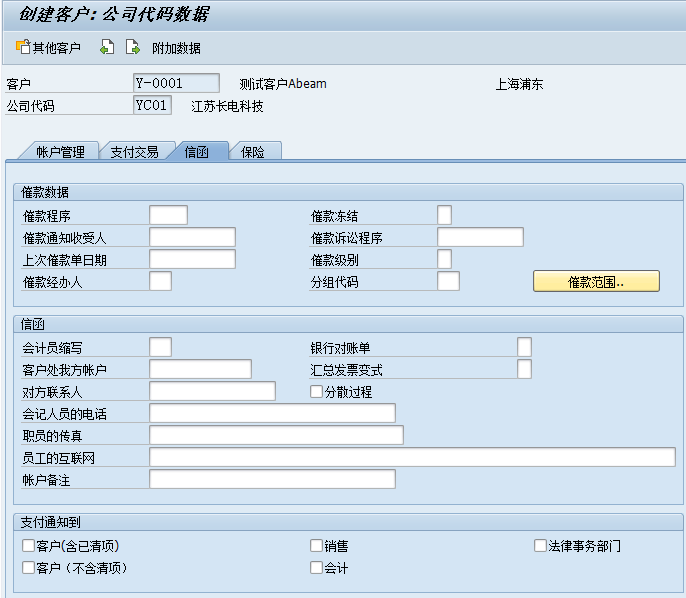 创建客户: 公司代码数据
其他客户 附加数据
客户 Y-0001 测试客户Abeam 上海浦东
公司代码 YC01 江苏长电科技
帐户管理 支付交易 信函 保险
催款数据
催款程序 催款冻结
催款通知收受人 催款诉讼程序
上次催款单日期 催款级别
催款经办人 分组代码 催款范围..
信函
会计员缩写 银行对账单
客户处我方帐户 汇总发票变式
对方联系人 分散过程
会记人员的电话
职员的传真
员工的互联网
帐户备注
支付通知到
客户(含已清项) 销售 法律事务部门
客户（不含清项） 会计